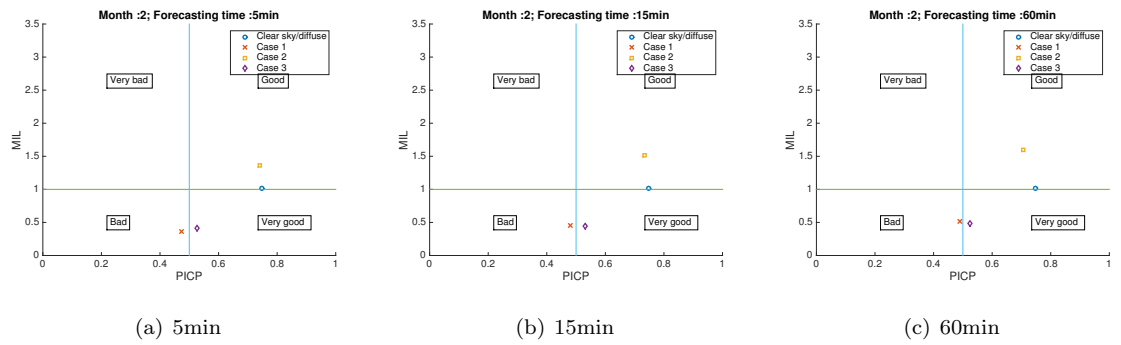 Month :2; Forecasting time :5min
3.5
3
2.5
2
1.5
1
0.5
0
MIL
0
0.2
0.4
0.6
0.8
1
PICP
Clear sky/diffuse
Case 1
Case 2
Case 3
Very bad
Good
Bad
Very good
(a) 5min
Month :2; Forecasting time :15min
3.5
3
2.5
2
1.5
1
0.5
0
MIL
0
0.2
0.4
0.6
0.8
1
PICP
Clear sky/diffuse
Case 1
Case 2
Case 3
Very bad
Good
Bad
Very good
(b) 15min
Month :2; Forecasting time :60min
3.5
3
2.5
2
1.5
1
0.5
0
MIL
0
0.2
0.4
0.6
0.8
1
PICP
Clear sky/diffuse
Case 1
Case 2
Case 3
Very bad
Good
Bad
Very good
(c) 60min